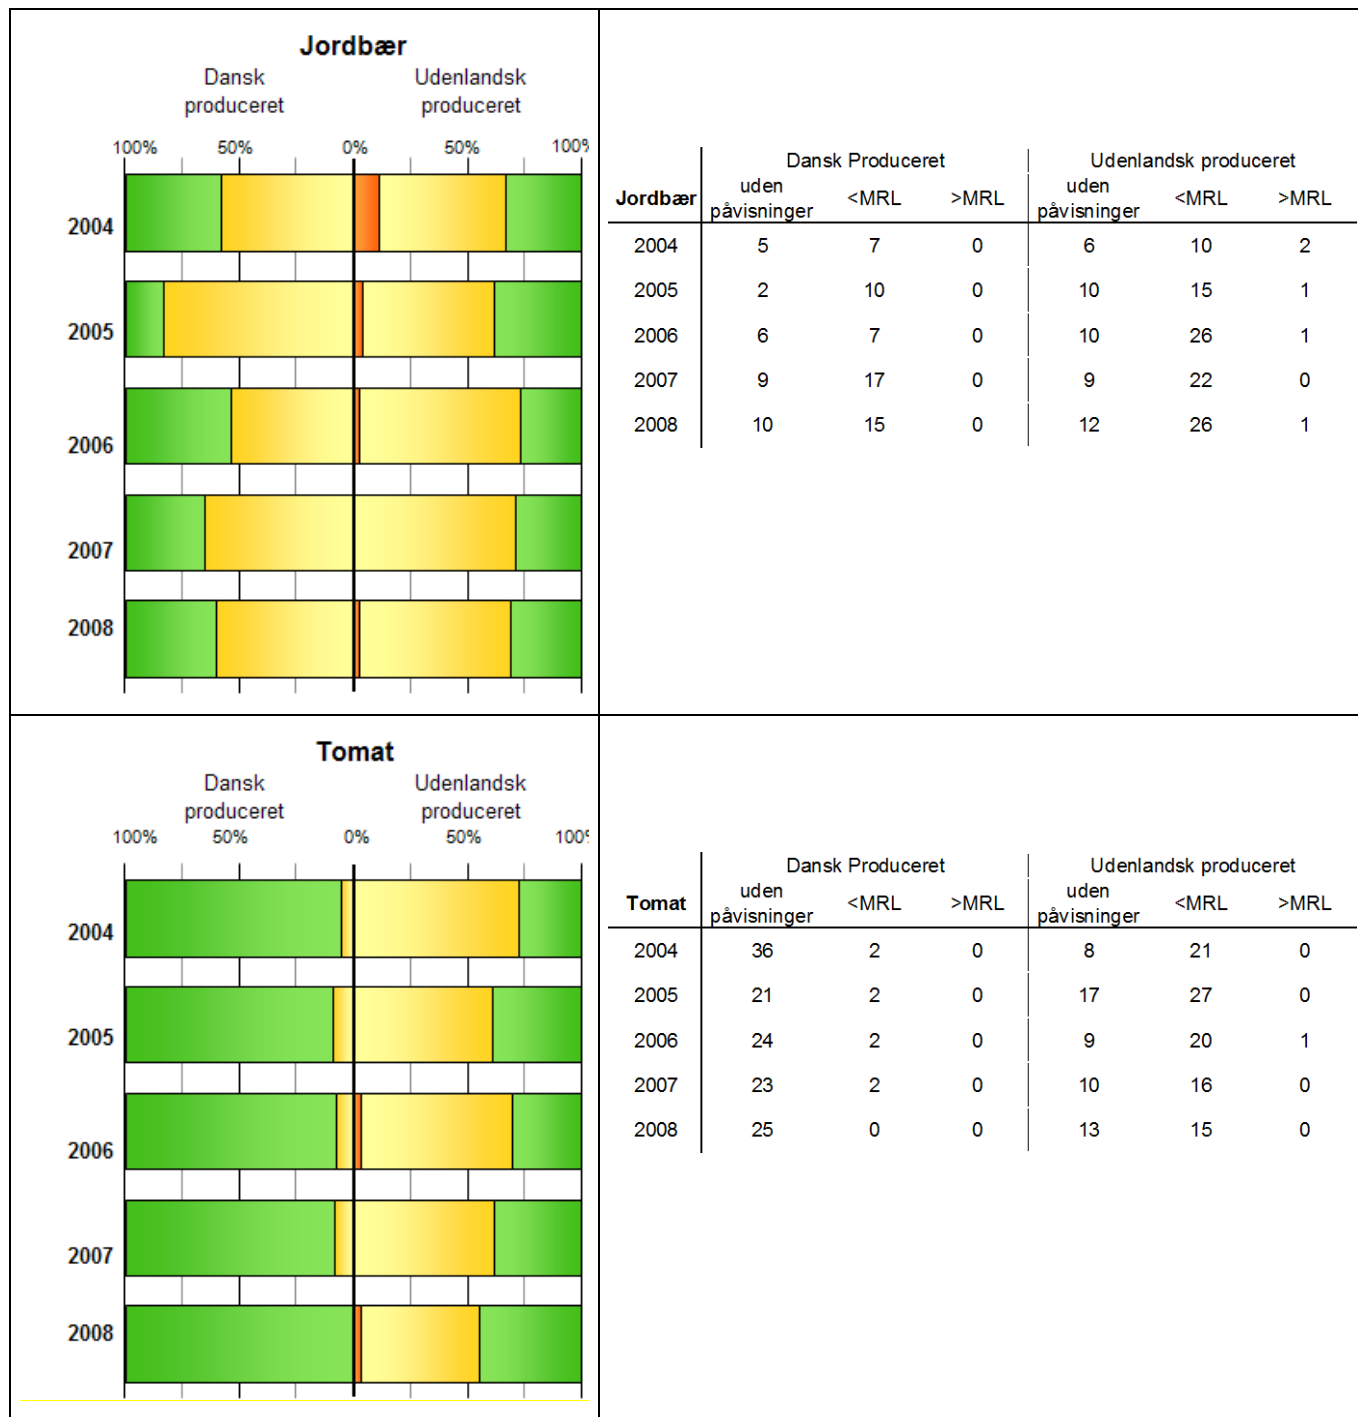 Jordbær
Dansk Udenlandsk
produceret produceret
100% 50% 0% 50% 100%
2004
2005
2006
2007
2008
Dansk Produceret Udenlandsk produceret
Jordbær uden påvisninger <MRL >MRL uden påvisninger <MRL >MRL
2004 5 7 0 6 10 2
2005 2 10 0 10 15 1
2006 6 7 0 10 26 1
2007 9 17 0 9 22 0
2008 10 15 0 12 26 1
Tomat
Dansk Udenlandsk
produceret produceret
100% 50% 0% 50% 100%
2004
2005
2006
2007
2008
Dansk Produceret Udenlandsk produceret
Tomat uden påvisninger <MRL >MRL uden påvisninger <MRL >MRL
2004 36 2 0 8 21 0
2005 21 2 0 17 27 0
2006 24 2 0 9 20 1
2007 23 2 0 10 16 0
2008 25 0 0 13 15 0